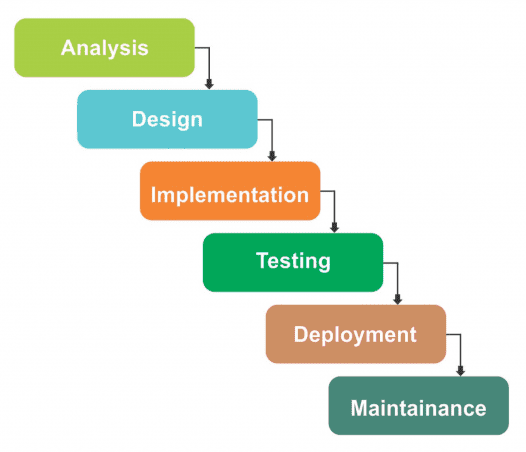 Analysis
Design
Implementation
Testing
Deployment
Maintainance